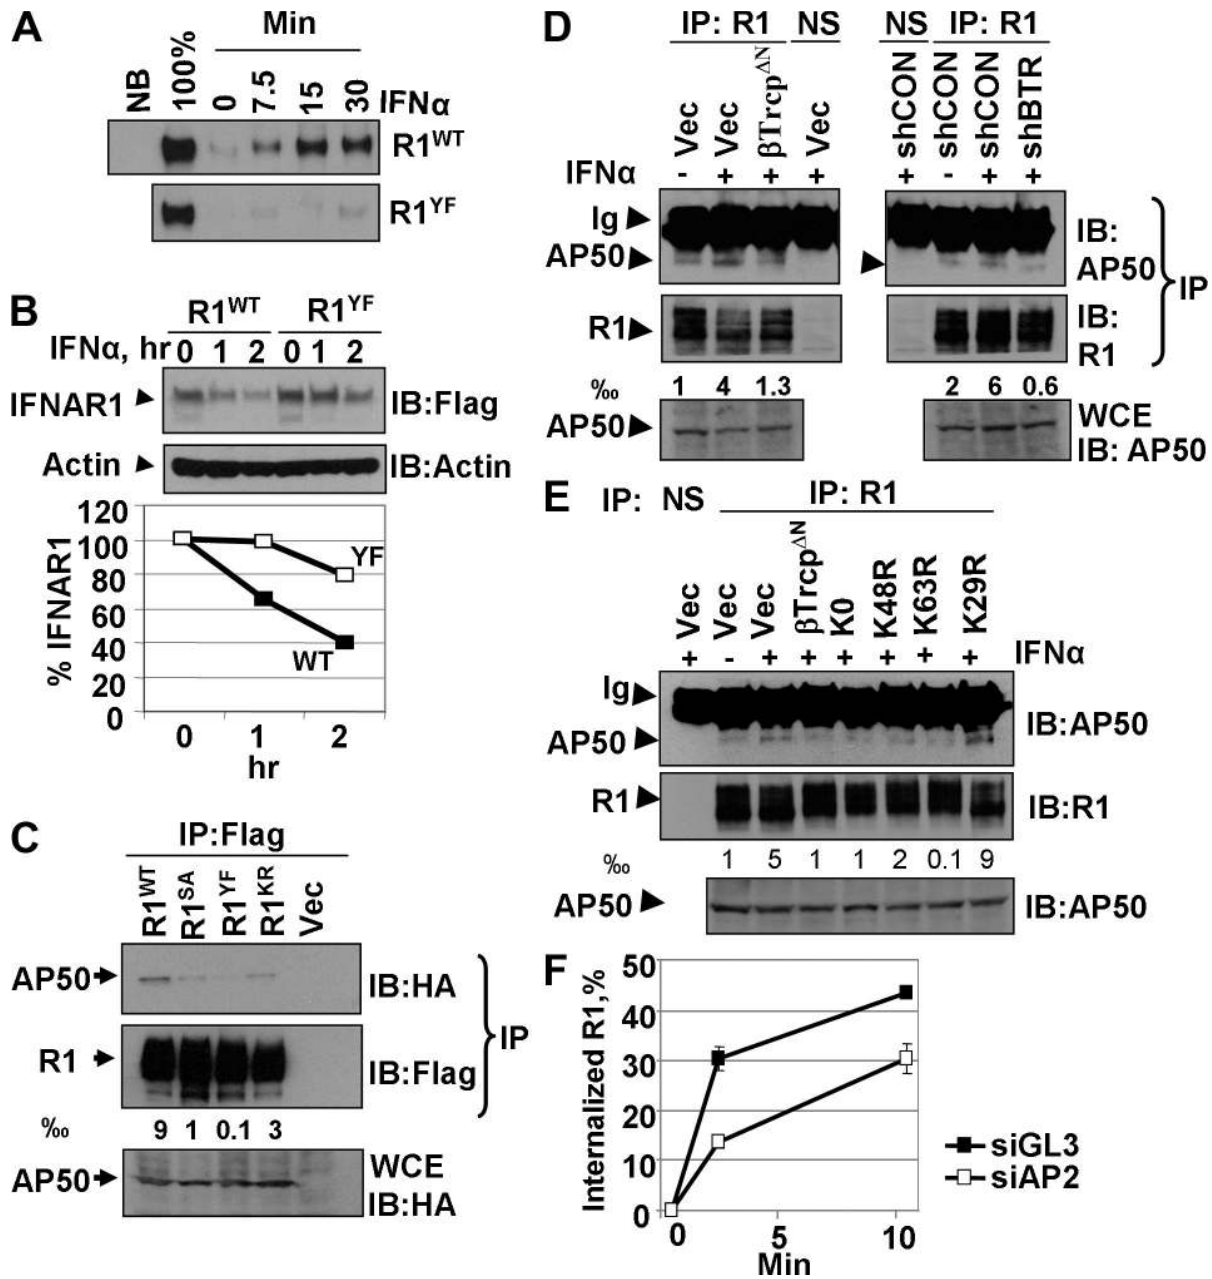 A
Min
NB
100%
0
7.5
15
30
IFNα
R1WT
R1YF
B
R1WT R1YF
IFNα, hr 0 1 2 0 1 2
IFNAR1 IB:Flag
Actin IB:Actin
% IFNAR1
120
100
80
60
40
20
0
YF
WT
0 1 2
hr
C
IP:Flag
R1WT
R1SA
R1YF
R1KR
Vec
AP50 IB:HA
R1 IB:Flag
IP
‰ 9 1 0.1 3
AP50 WCE
IB:HA
D
IP: R1 NS NS IP: R1
Vec
Vec
βTrcpΔN
Vec
shCON
shCON
shCON
shBTR
IFNα - + + + + - + +
Ig
AP50
IB:
AP50
R1
IB:
R1
IP
‰ 1 4 1.3 2 6 0.6
AP50 WCE
IB: AP50
E
IP: NS IP: R1
Vec
Vec
Vec
βTrcpΔN
K0
K48R
K63R
K29R
+ - + + + + + + IFNα
Ig
AP50 IB:AP50
R1 IB:R1
‰ 1 5 1 1 2 0.1 9
AP50 IB:AP50
F
Internalized R1,%
50
40
30
20
10
0
0 5 10
Min
siGL3
siAP2